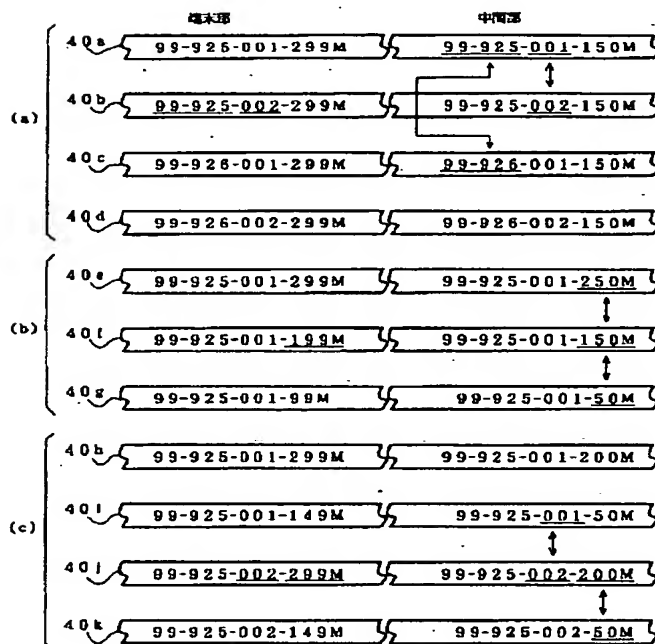 端末部 中間部
40a 99-925-001-299M 99-925-001-150M
(a)
40b 99-925-002-299M 99-925-002-150M
40c 99-926-001-299M 99-926-001-150M
40d 99-926-002-299M 99-926-002-150M
40e 99-925-001-299M 99-925-001-250M
(b)
40f 99-925-001-199M 99-925-001-150M
40g 99-925-001-99M 99-925-001-50M
40h 99-925-001-299M 99-925-001-200M
40i 99-925-001-149M 99-925-001-50M
(c)
40j 99-925-002-299M 99-925-002-200M
40k 99-925-002-149M 99-925-002-50M